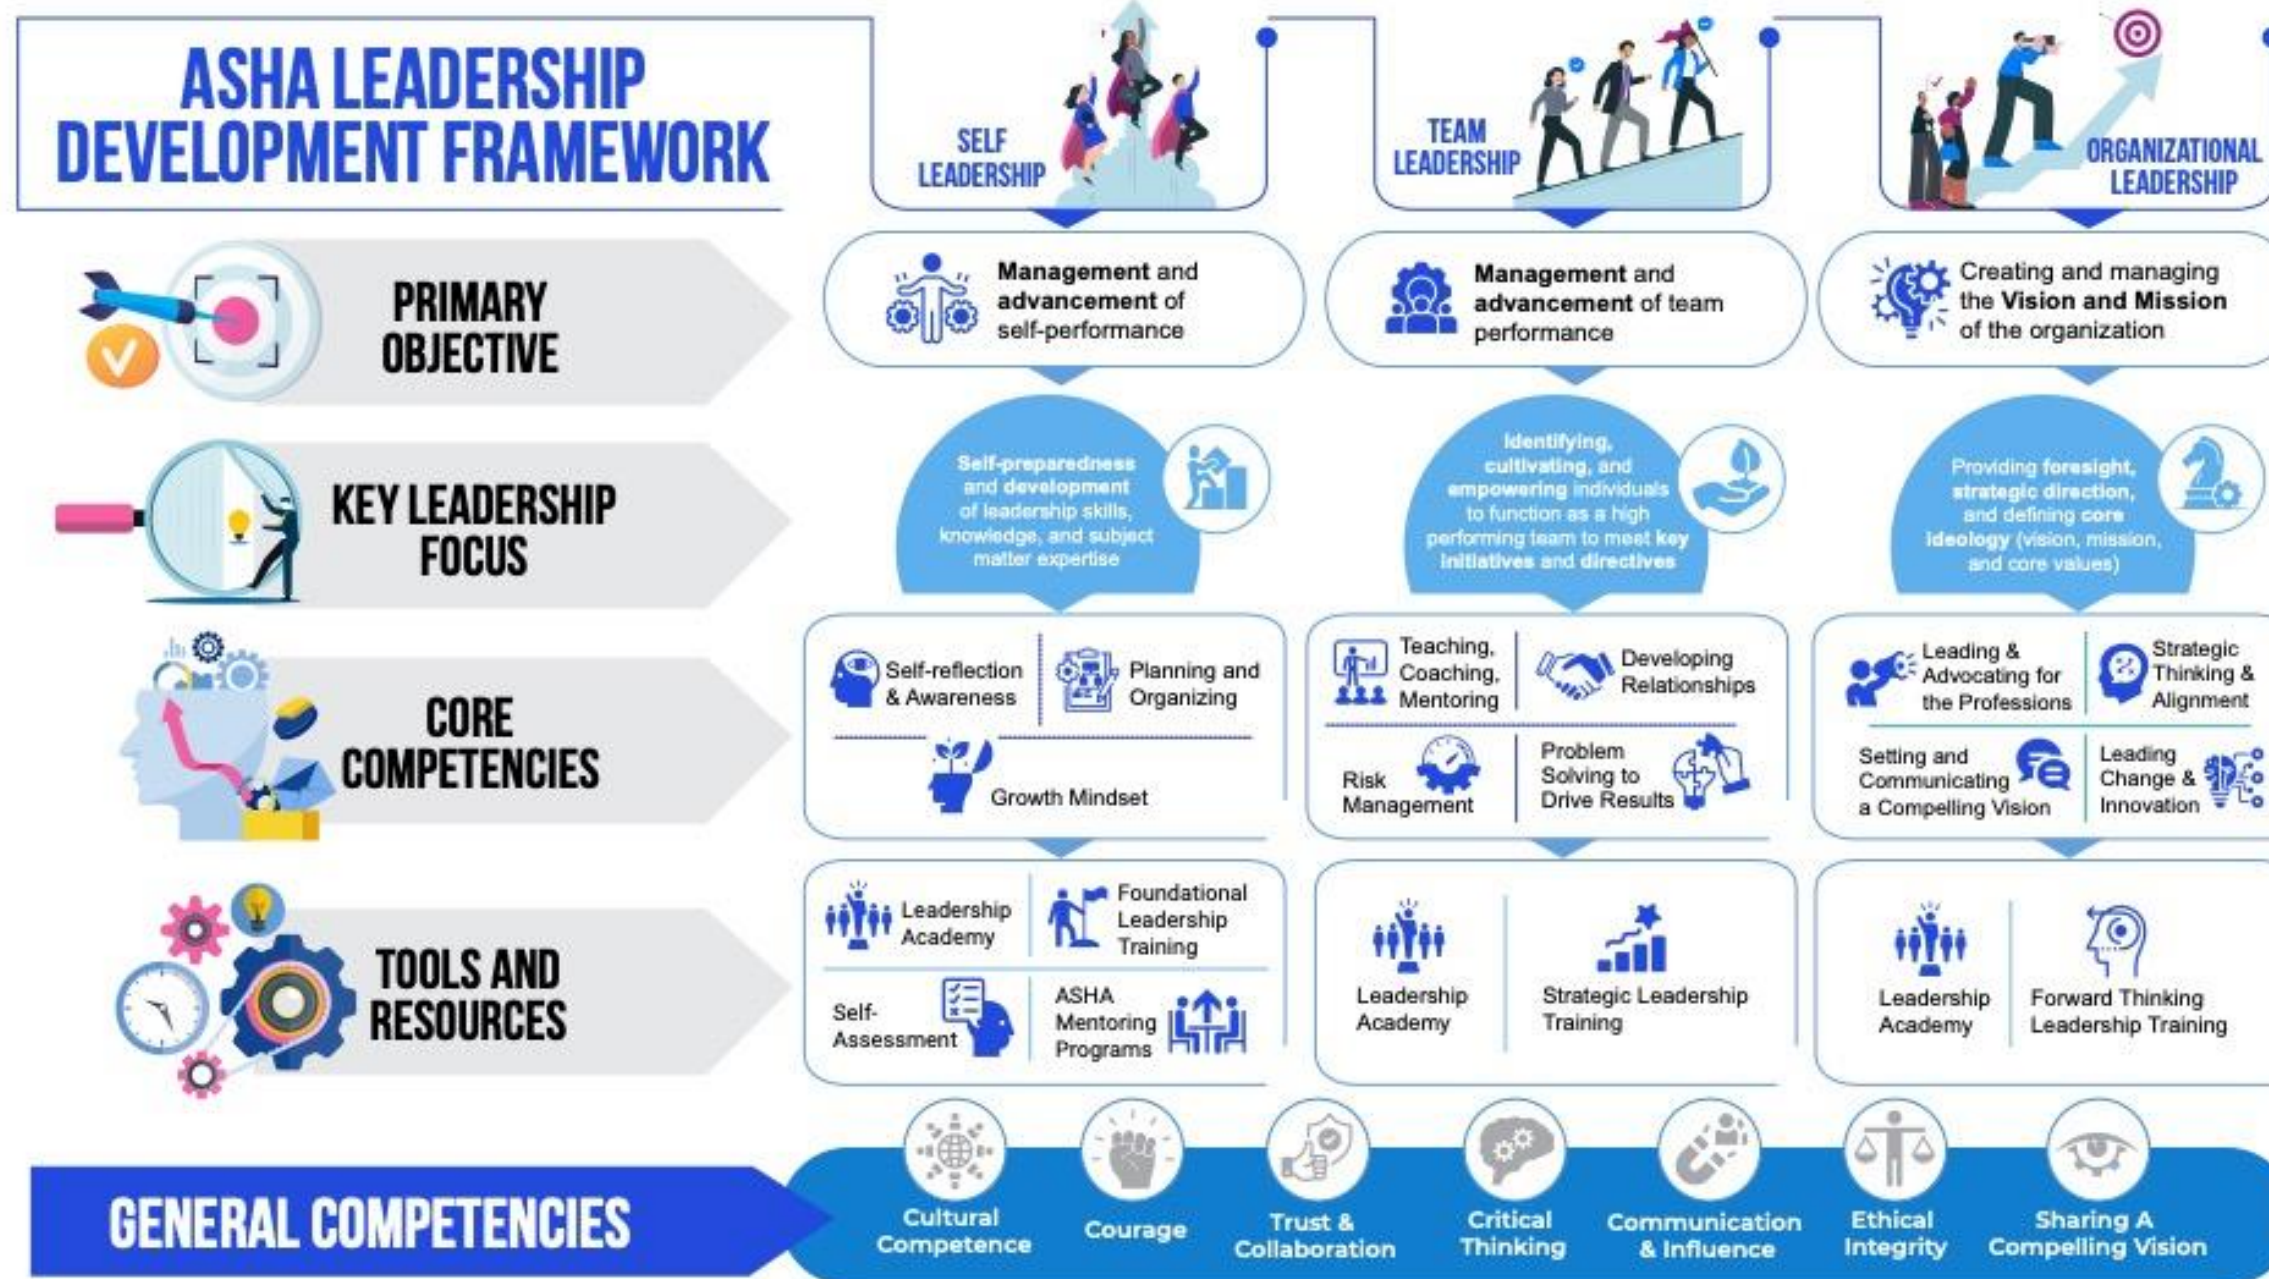 ASHA LEADERSHIP
DEVELOPMENT FRAMEWORK
SELF
LEADERSHIP
TEAM
LEADERSHIP
ORGANIZATIONAL
LEADERSHIP
PRIMARY
OBJECTIVE
Management and
advancement of
self-performance
Management and
advancement of team
performance
Creating and managing
the Vision and Mission
of the organization
KEY LEADERSHIP
FOCUS
Self-preparedness
and development
of leadership skills,
knowledge, and subject
matter expertise
Identifying,
cultivating, and
empowering individuals
to function as a high
performing team to meet key
initiatives and directives
Providing foresight,
strategic direction,
and defining core
ideology (vision, mission,
and core values)
CORE
COMPETENCIES
Self-reflection
& Awareness
Planning and
Organizing
Growth Mindset
Teaching,
Coaching,
Mentoring
Developing
Relationships
Risk
Management
Problem
Solving to
Drive Results
Leading &
Advocating for
the Professions
Strategic
Thinking &
Alignment
Setting and
Communicating
a Compelling Vision
Leading
Change &
Innovation
TOOLS AND
RESOURCES
Leadership
Academy
Foundational
Leadership
Training
Self-
Assessment
ASHA
Mentoring
Programs
Leadership
Academy
Strategic Leadership
Training
Leadership
Academy
Forward Thinking
Leadership Training
GENERAL COMPETENCIES
Cultural
Competence
Courage
Trust &
Collaboration
Critical
Thinking
Communication
& Influence
Ethical
Integrity
Sharing A
Compelling Vision